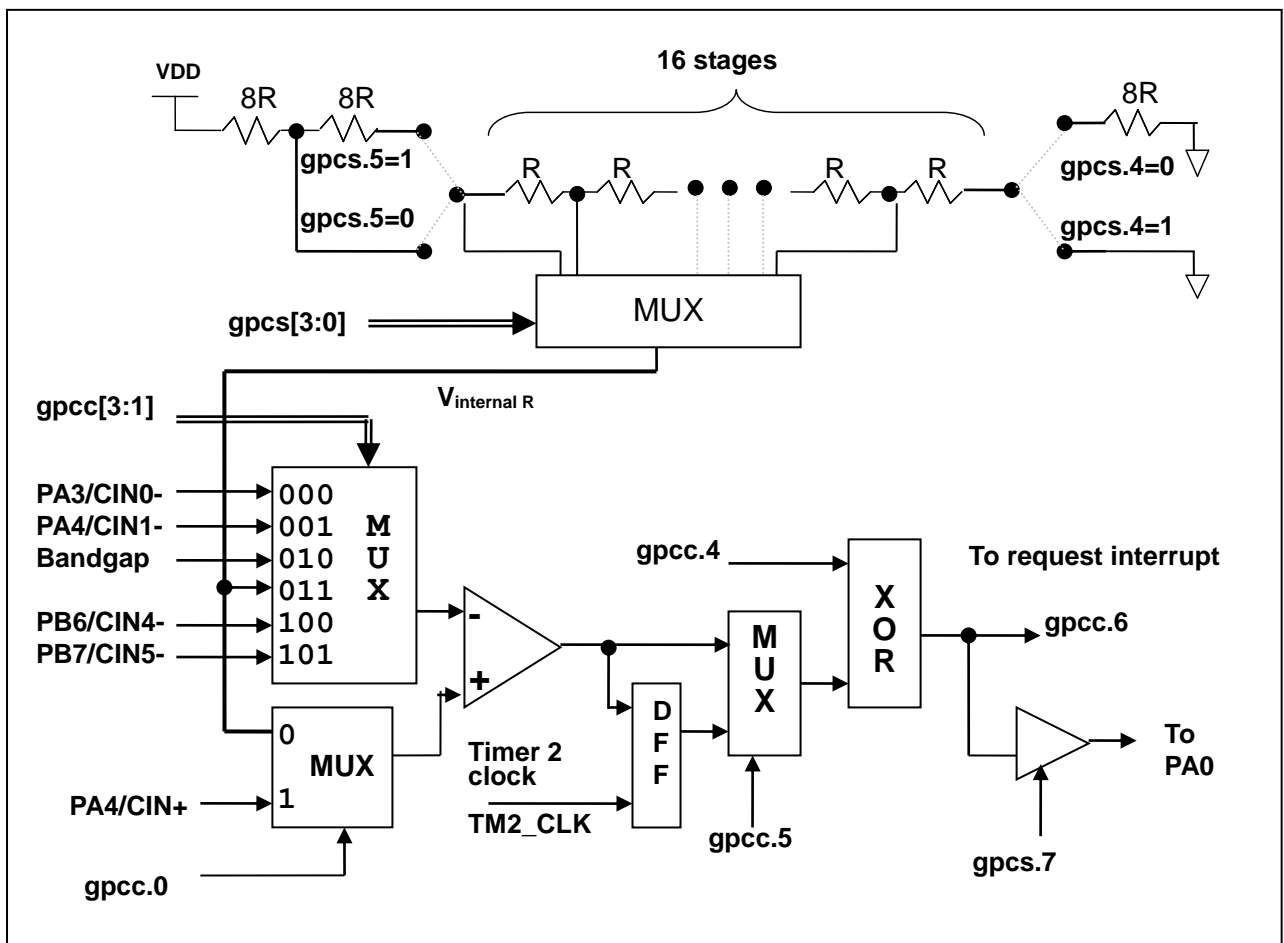 16 stages
VDD
8R
8R
8R
gpcs.5=1
R
R
R
R
gpcs.4=0
gpcs.5=0
gpcs.4=1
MUX
gpcs[3:0]
Vinternal R
gpcc[3:1]
PA3/CIN0-
000
PA4/CIN1-
001
Bandgap
010
011
PB6/CIN4-
100
PB7/CIN5-
101
M
U
X
-
+
0
MUX
PA4/CIN+
1
gpcc.0
Timer 2
clock
TM2_CLK
D
F
F
M
U
X
gpcc.5
gpcc.4
X
O
R
To request interrupt
gpcc.6
To
PA0
gpcs.7